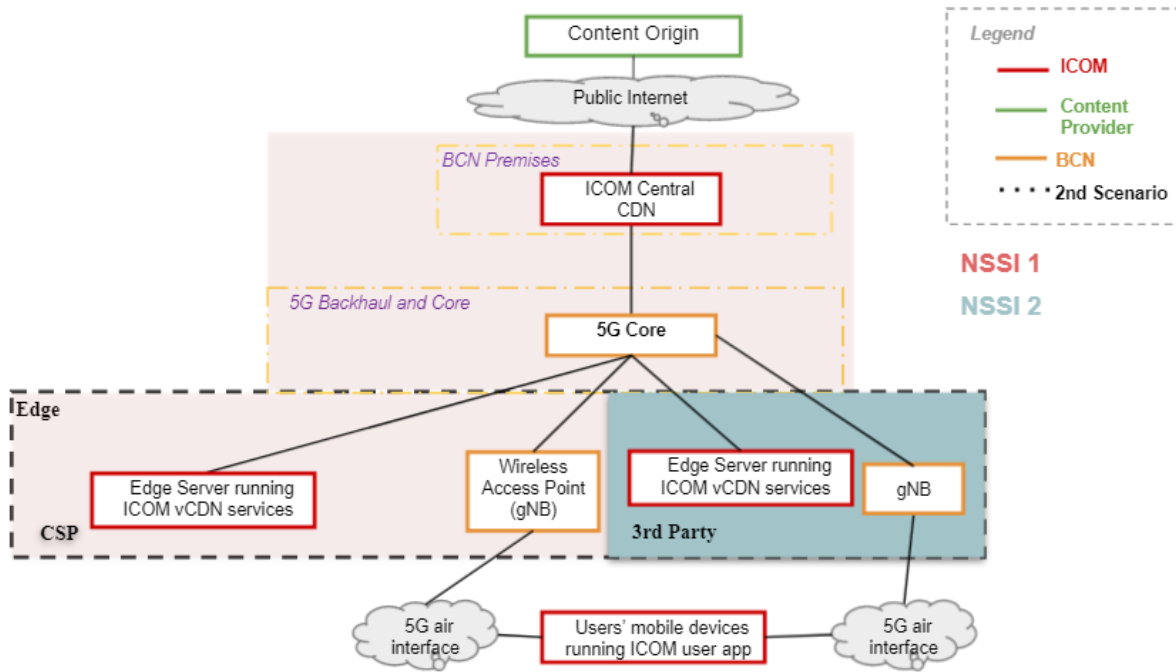 Content Origin
Public Internet
BCN Premises
ICOM Central
CDN
5G Backhaul and Core
5G Core
Edge
Edge Server running
ICOM vCDN services
CSP
Wireless
Access Point
(gNB)
Edge Server running
ICOM vCDN services
gNB
3rd Party
5G air
interface
Users' mobile devices
running ICOM user app
5G air
interface
Legend
ICOM
Content
Provider
BCN
2nd Scenario
NSSI 1
NSSI 2